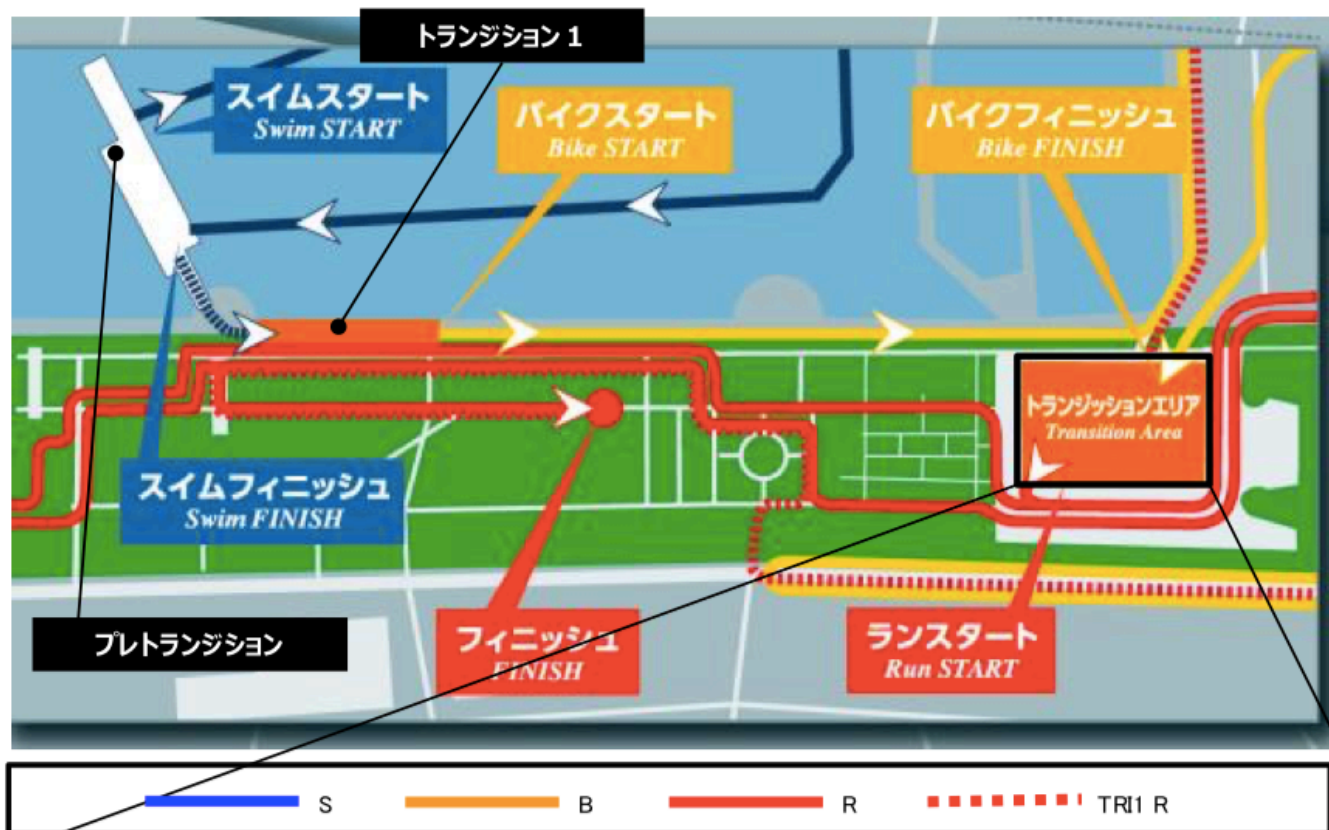 トランジション 1
スイムスタート
Swim START
バイクスタート
Bike START
バイクフィニッシュ
Bike FINISH
トランジッションエリア
Transition Area
スイムフィニッシュ
Swim FINISH
プレトランジション
フィニッシュ
FINISH
ランスタート
Run START
S
B
R
TRI1 R